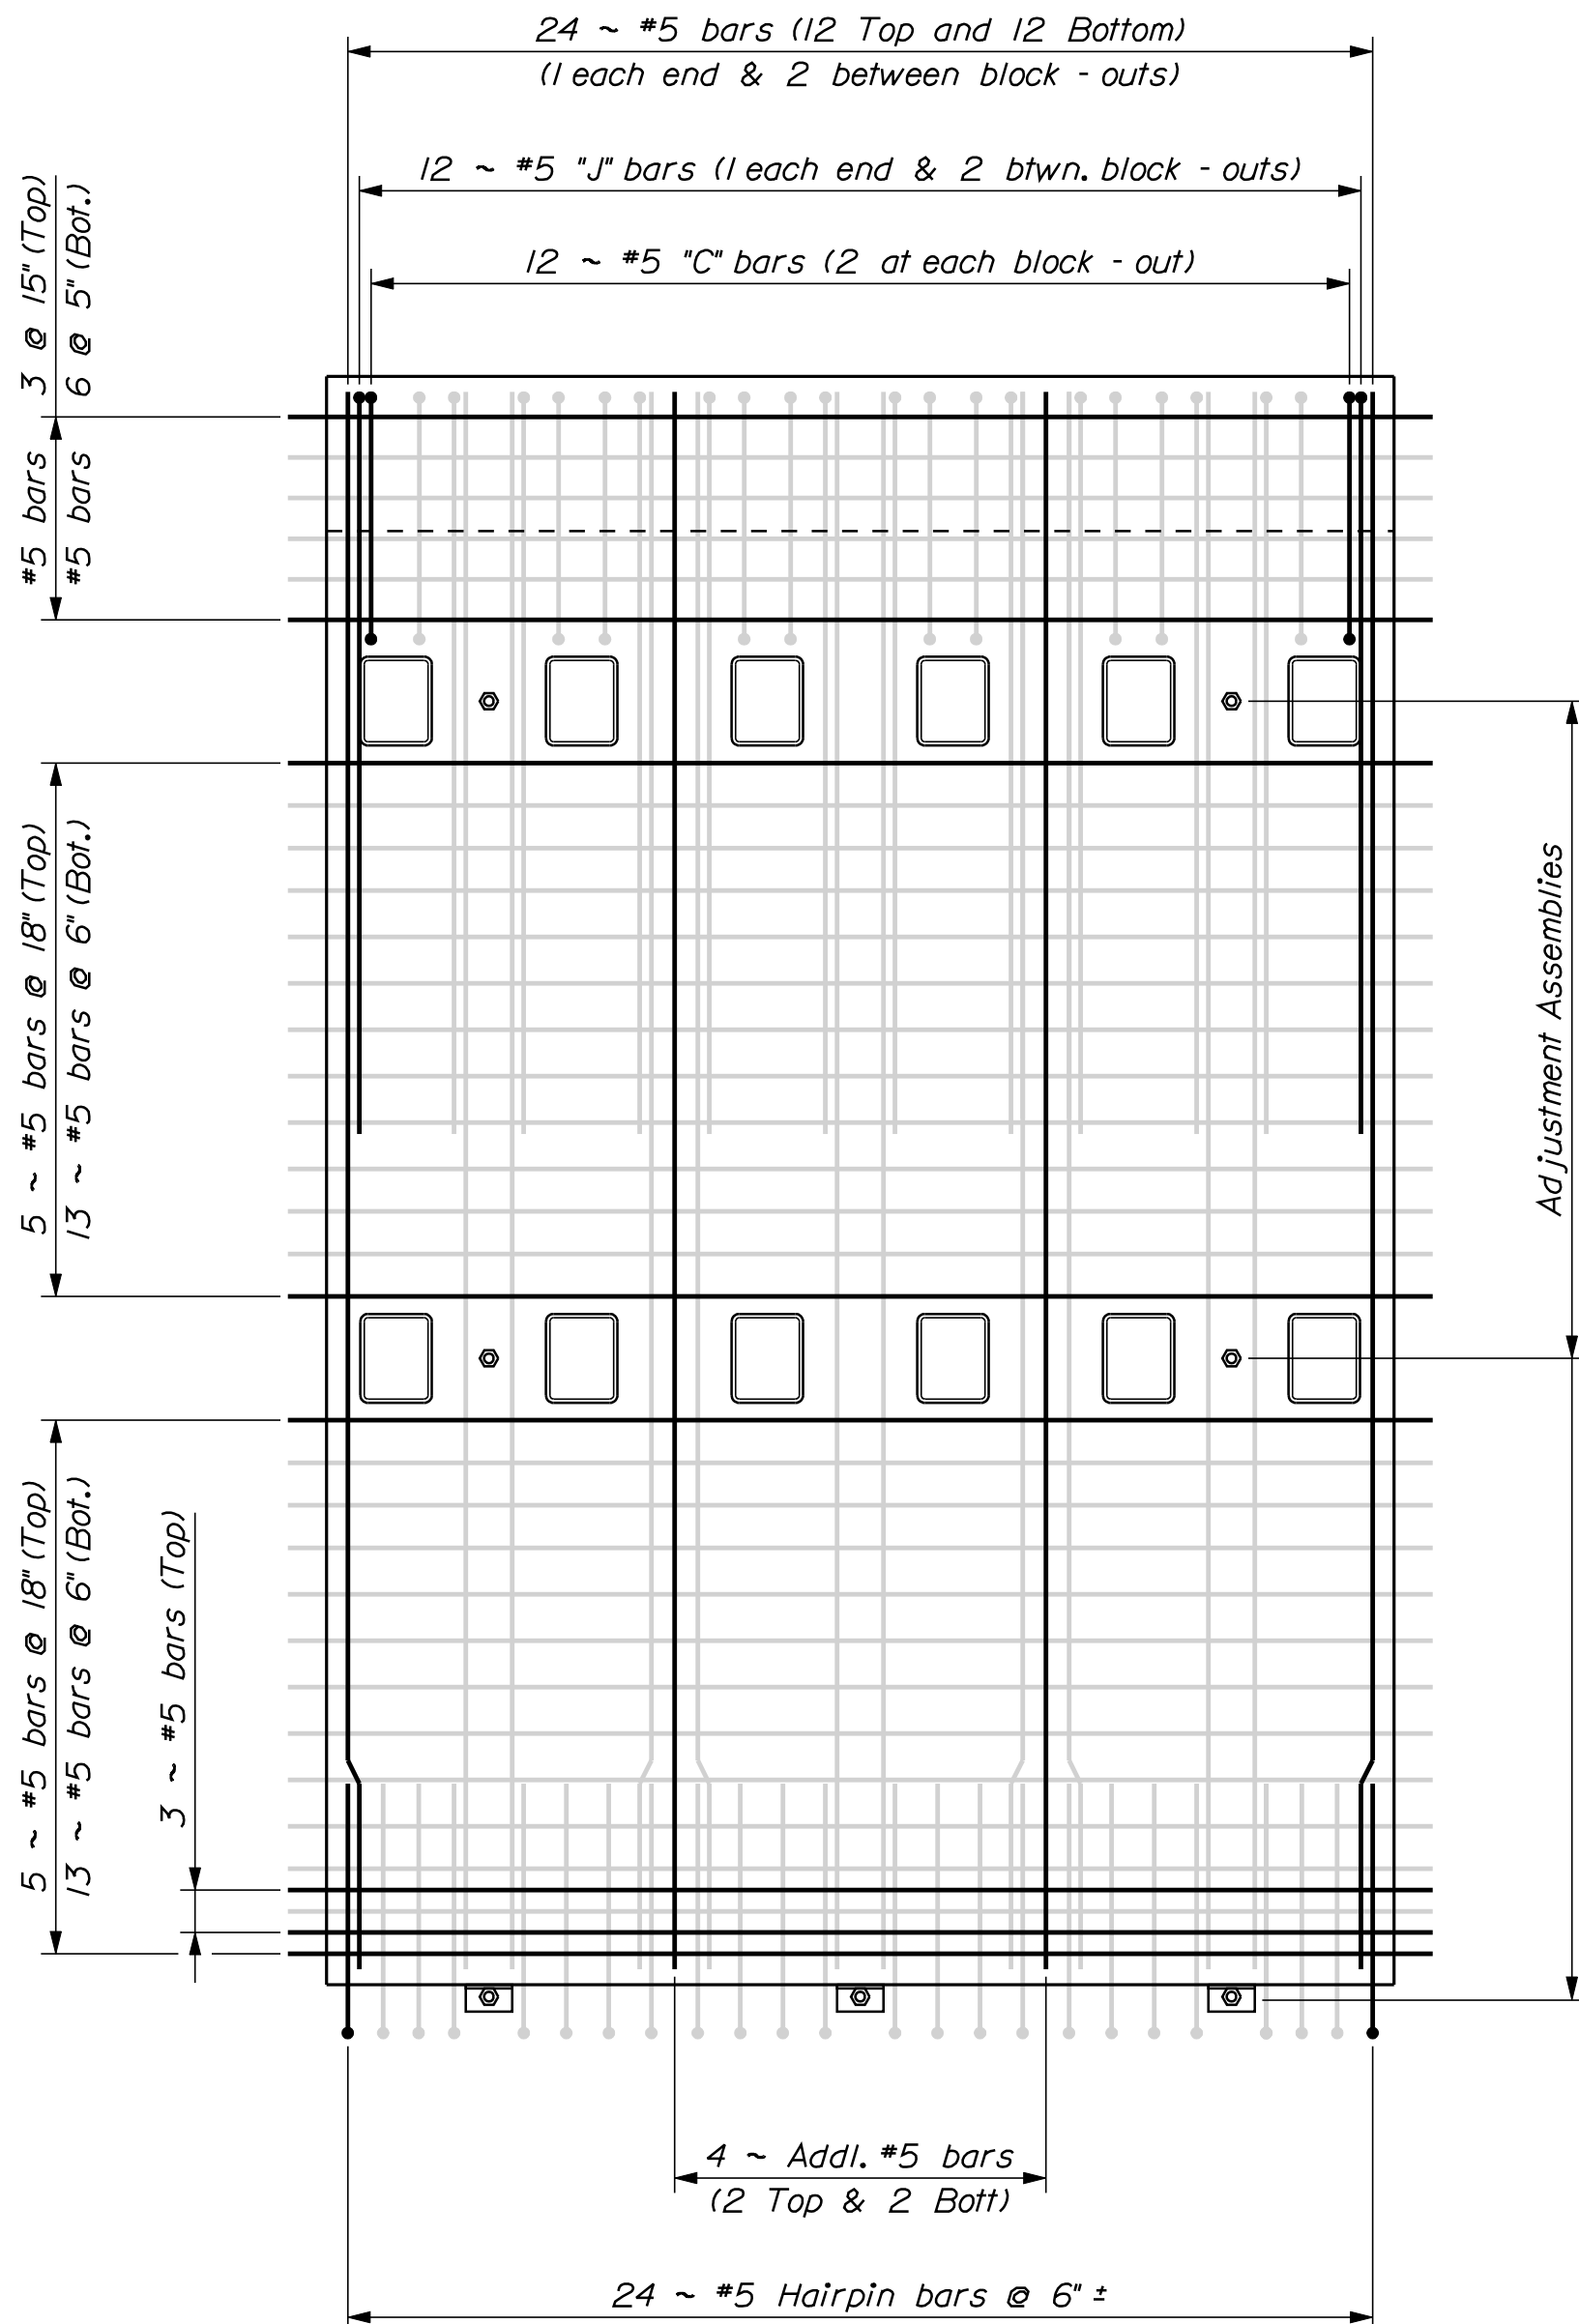 24 ~ #5 bars (12 Top and 12 Bottom)
(1 each end & 2 between block - outs)
12 ~ #5 "J" bars (1 each end & 2 btwn. block - outs)
12 ~ #5 "C" bars (2 at each block - out)
#5 bars 3 @ 15" (Top)
#5 bars 6 @ 5" (Bot.)
5 ~ #5 bars @ 18" (Top)
13 ~ #5 bars @ 6" (Bot.)
Adjustment Assemblies
5 ~ #5 bars @ 18" (Top)
13 ~ #5 bars @ 6" (Bot.)
3 ~ #5 bars (Top)
4 ~ Addl. #5 bars
(2 Top & 2 Bott)
24 ~ #5 Hairpin bars @ 6" ±